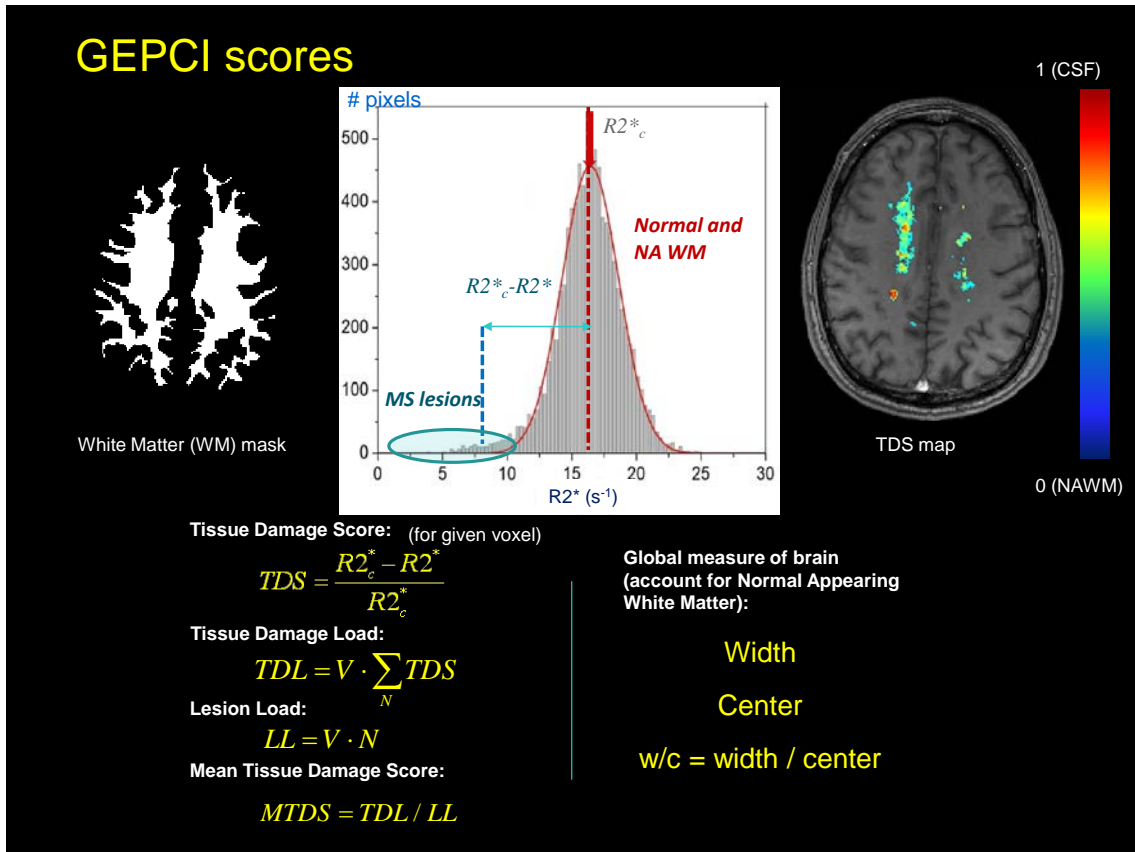 GEPCI scores
1 (CSF)
# pixels
R2*c
500
400
300
200
100
0
Normal and
NA WM
R2*c-R2*
MS lesions
0 5 10 15 20 25 30
R2* (s-1)
White Matter (WM) mask
TDS map
0 (NAWM)
Tissue Damage Score: (for given voxel)
TDS = (R2*c − R2*) / R2*c
Tissue Damage Load:
TDL = V · ∑N TDS
Lesion Load:
LL = V · N
Mean Tissue Damage Score:
MTDS = TDL / LL
Global measure of brain
(account for Normal Appearing
White Matter):
Width
Center
w/c = width / center